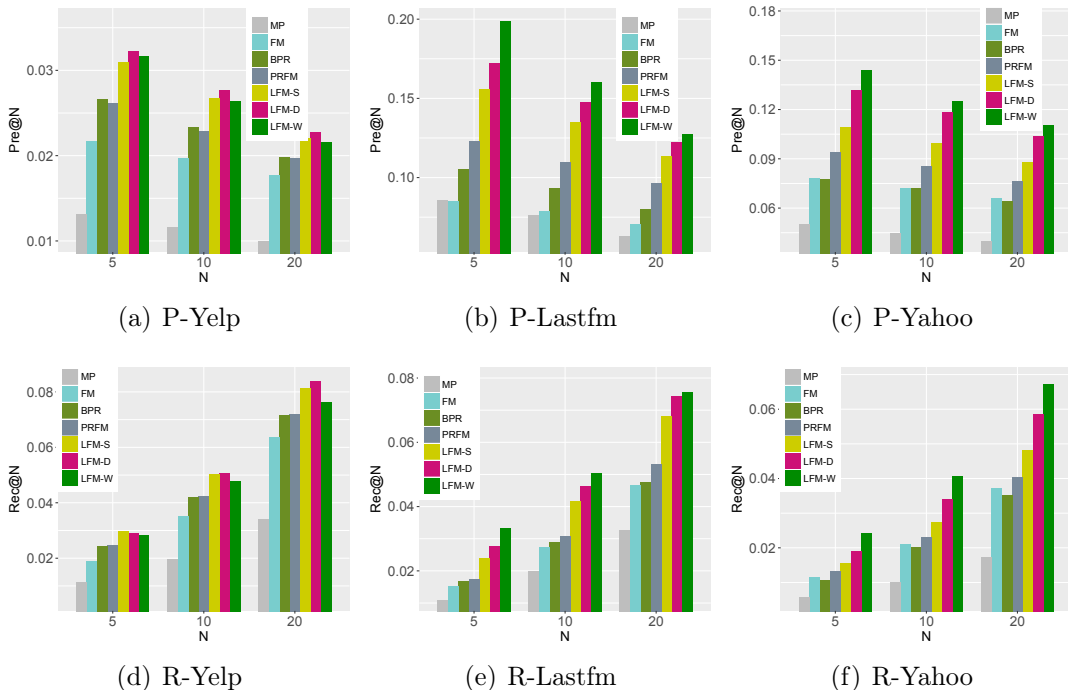 Pre@N
0.03
0.02
0.01
MP
FM
BPR
PRFM
LFM-S
LFM-D
LFM-W
5
10
20
N
(a) P-Yelp
Pre@N
0.20
0.15
0.10
MP
FM
BPR
PRFM
LFM-S
LFM-D
LFM-W
5
10
20
N
(b) P-Lastfm
Pre@N
0.18
0.15
0.12
0.09
0.06
MP
FM
BPR
PRFM
LFM-S
LFM-D
LFM-W
5
10
20
N
(c) P-Yahoo
Rec@N
0.08
0.06
0.04
0.02
MP
FM
BPR
PRFM
LFM-S
LFM-D
LFM-W
5
10
20
N
(d) R-Yelp
Rec@N
0.08
0.06
0.04
0.02
MP
FM
BPR
PRFM
LFM-S
LFM-D
LFM-W
5
10
20
N
(e) R-Lastfm
Rec@N
0.06
0.04
0.02
MP
FM
BPR
PRFM
LFM-S
LFM-D
LFM-W
5
10
20
N
(f) R-Yahoo